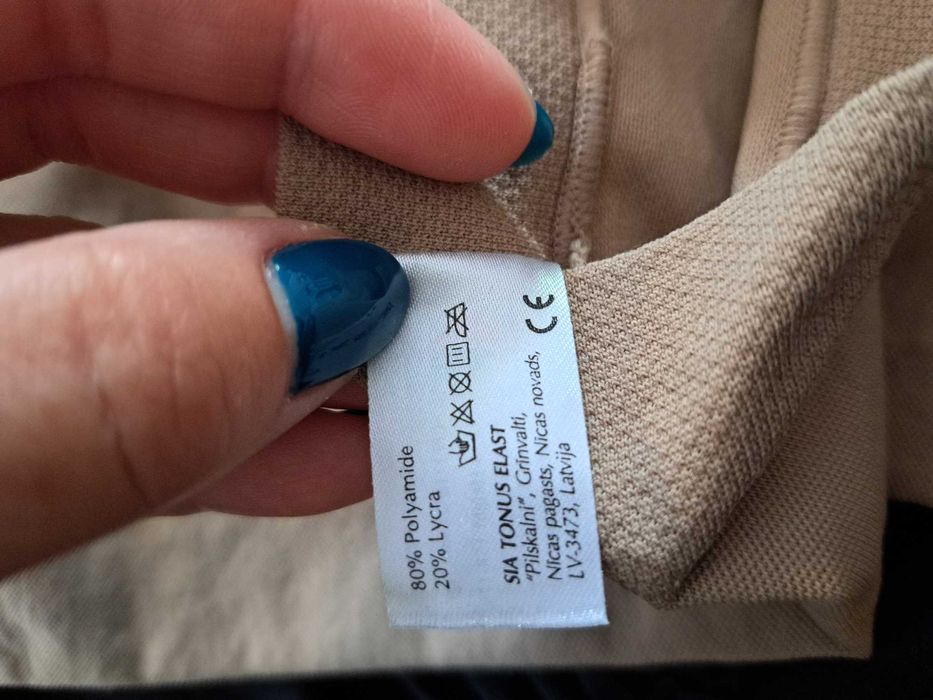 80% Polyamide
20% Lycra
SIA TONUS ELAST
"Pilskalni", Grīnvalti,
Nīcas pagasts, Nīcas novads,
LV-3473, Latvija
CE